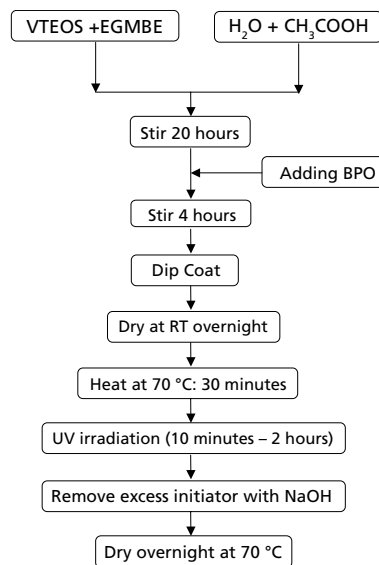 VTEOS +EGMBE
H₂O + CH₃COOH
Stir 20 hours
Adding BPO
Stir 4 hours
Dip Coat
Dry at RT overnight
Heat at 70 °C: 30 minutes
UV irradiation (10 minutes – 2 hours)
Remove excess initiator with NaOH
Dry overnight at 70 °C